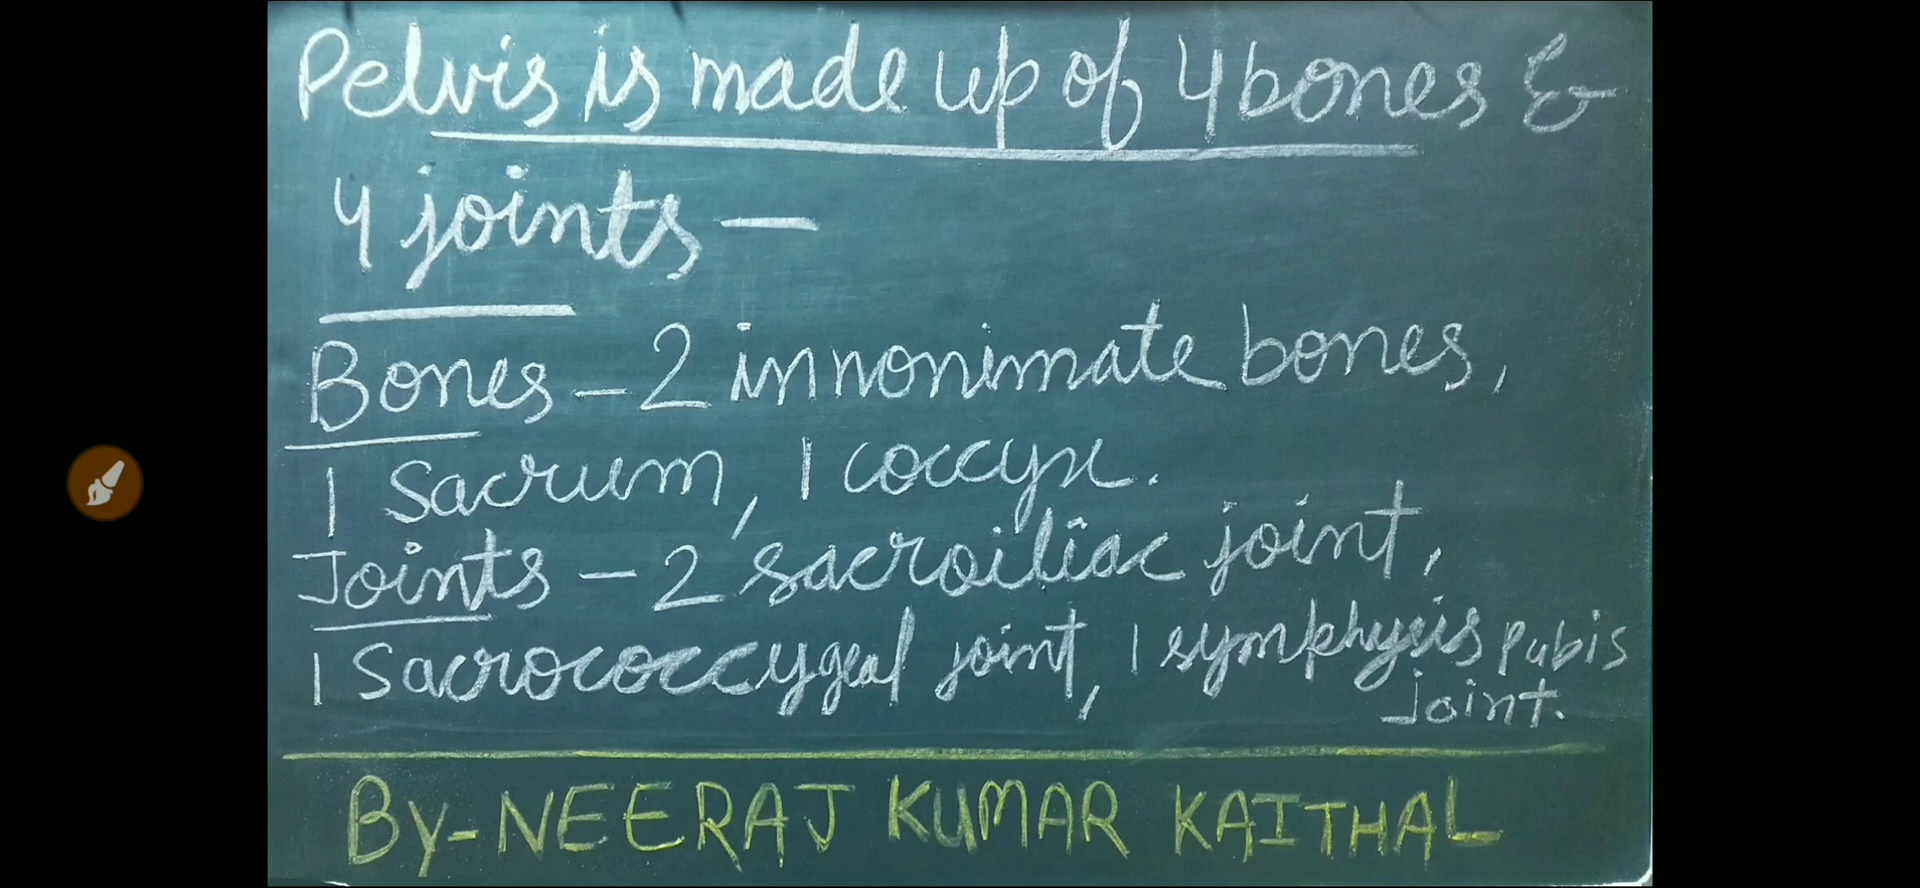 Pelvis is made up of 4 bones &
4 joints -
Bones - 2 innonimate bones,
1 Sacrum, 1 coccyx.
Joints - 2 sacroiliac joint,
1 Sacrococcygeal joint, 1 symphysis Pubis
joint.
By-NEERAJ KUMAR KAITHAL